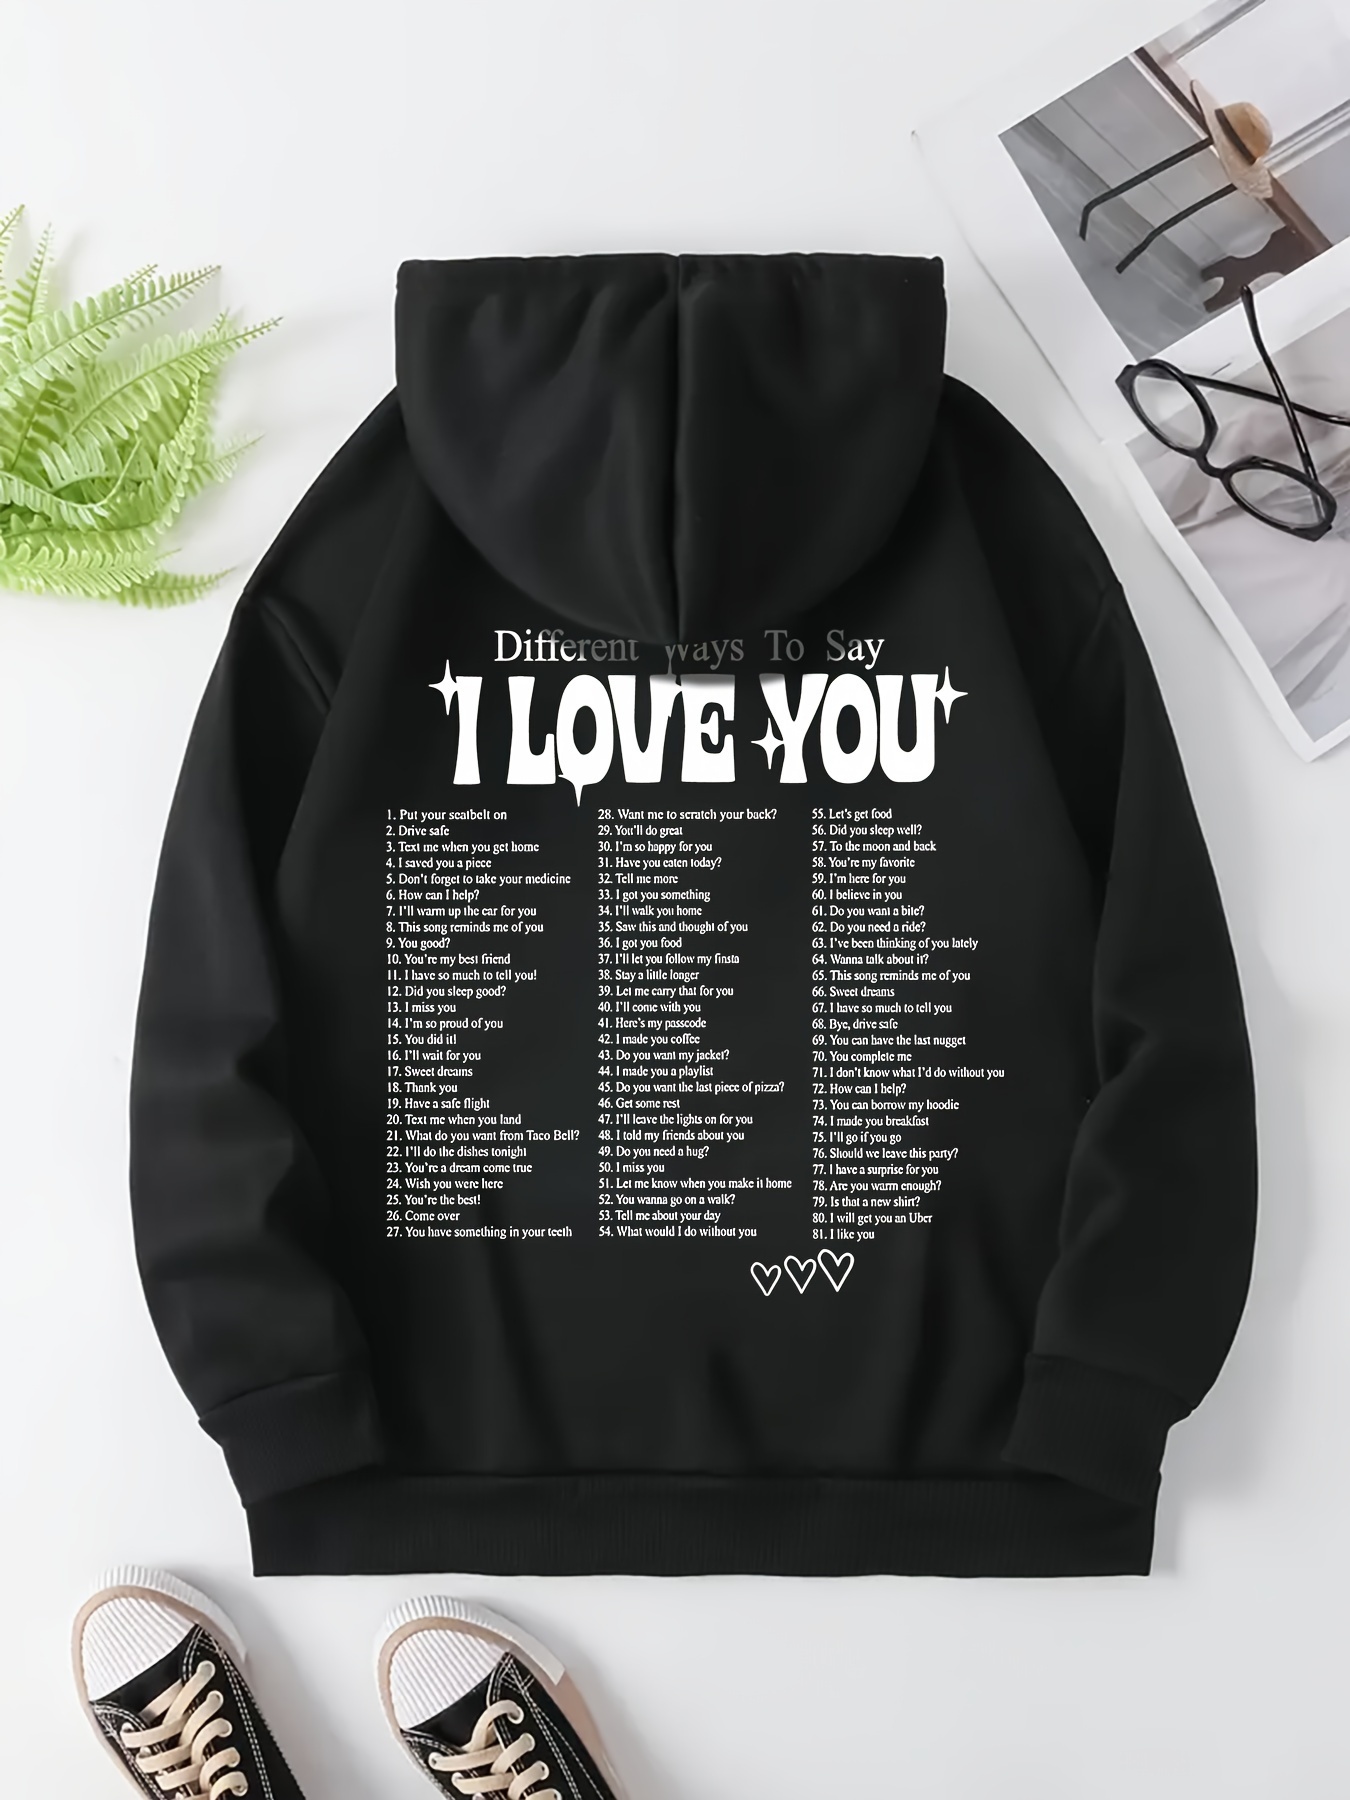 Different Ways To Say
I LOVE YOU
1. Put your seatbelt on
2. Drive safe
3. Text me when you get home
4. I saved you a piece
5. Don't forget to take your medicine
6. How can I help?
7. I'll warm up the car for you
8. This song reminds me of you
9. You good?
10. You're my best friend
11. I have so much to tell you!
12. Did you sleep good?
13. I miss you
14. I'm so proud of you
15. You did it!
16. I'll wait for you
17. Sweet dreams
18. Thank you
19. Have a safe flight
20. Text me when you land
21. What do you want from Taco Bell?
22. I'll do the dishes tonight
23. You're a dream come true
24. Wish you were here
25. You're the best!
26. Come over
27. You have something in your teeth
28. Want me to scratch your back?
29. You'll do great
30. I'm so happy for you
31. Have you eaten today?
32. Tell me more
33. I got you something
34. I'll walk you home
35. Saw this and thought of you
36. I got you food
37. I'll let you follow my finsta
38. Stay a little longer
39. Let me carry that for you
40. I'll come with you
41. Here's my passcode
42. I made you coffee
43. Do you want my jacket?
44. I made you a playlist
45. Do you want the last piece of pizza?
46. Get some rest
47. I'll leave the lights on for you
48. I told my friends about you
49. Do you need a hug?
50. I miss you
51. Let me know when you make it home
52. You wanna go on a walk?
53. Tell me about your day
54. What would I do without you
55. Let's get food
56. Did you sleep well?
57. To the moon and back
58. You're my favorite
59. I'm here for you
60. I believe in you
61. Do you want a bite?
62. Do you need a ride?
63. I've been thinking of you lately
64. Wanna talk about it?
65. This song reminds me of you
66. Sweet dreams
67. I have so much to tell you
68. Bye, drive safe
69. You can have the last nugget
70. You complete me
71. I don't know what I'd do without you
72. How can I help?
73. You can borrow my hoodie
74. I made you breakfast
75. I'll go if you go
76. Should we leave this party?
77. I have a surprise for you
78. Are you warm enough?
79. Is that a new shirt?
80. I will get you an Uber
81. I like you